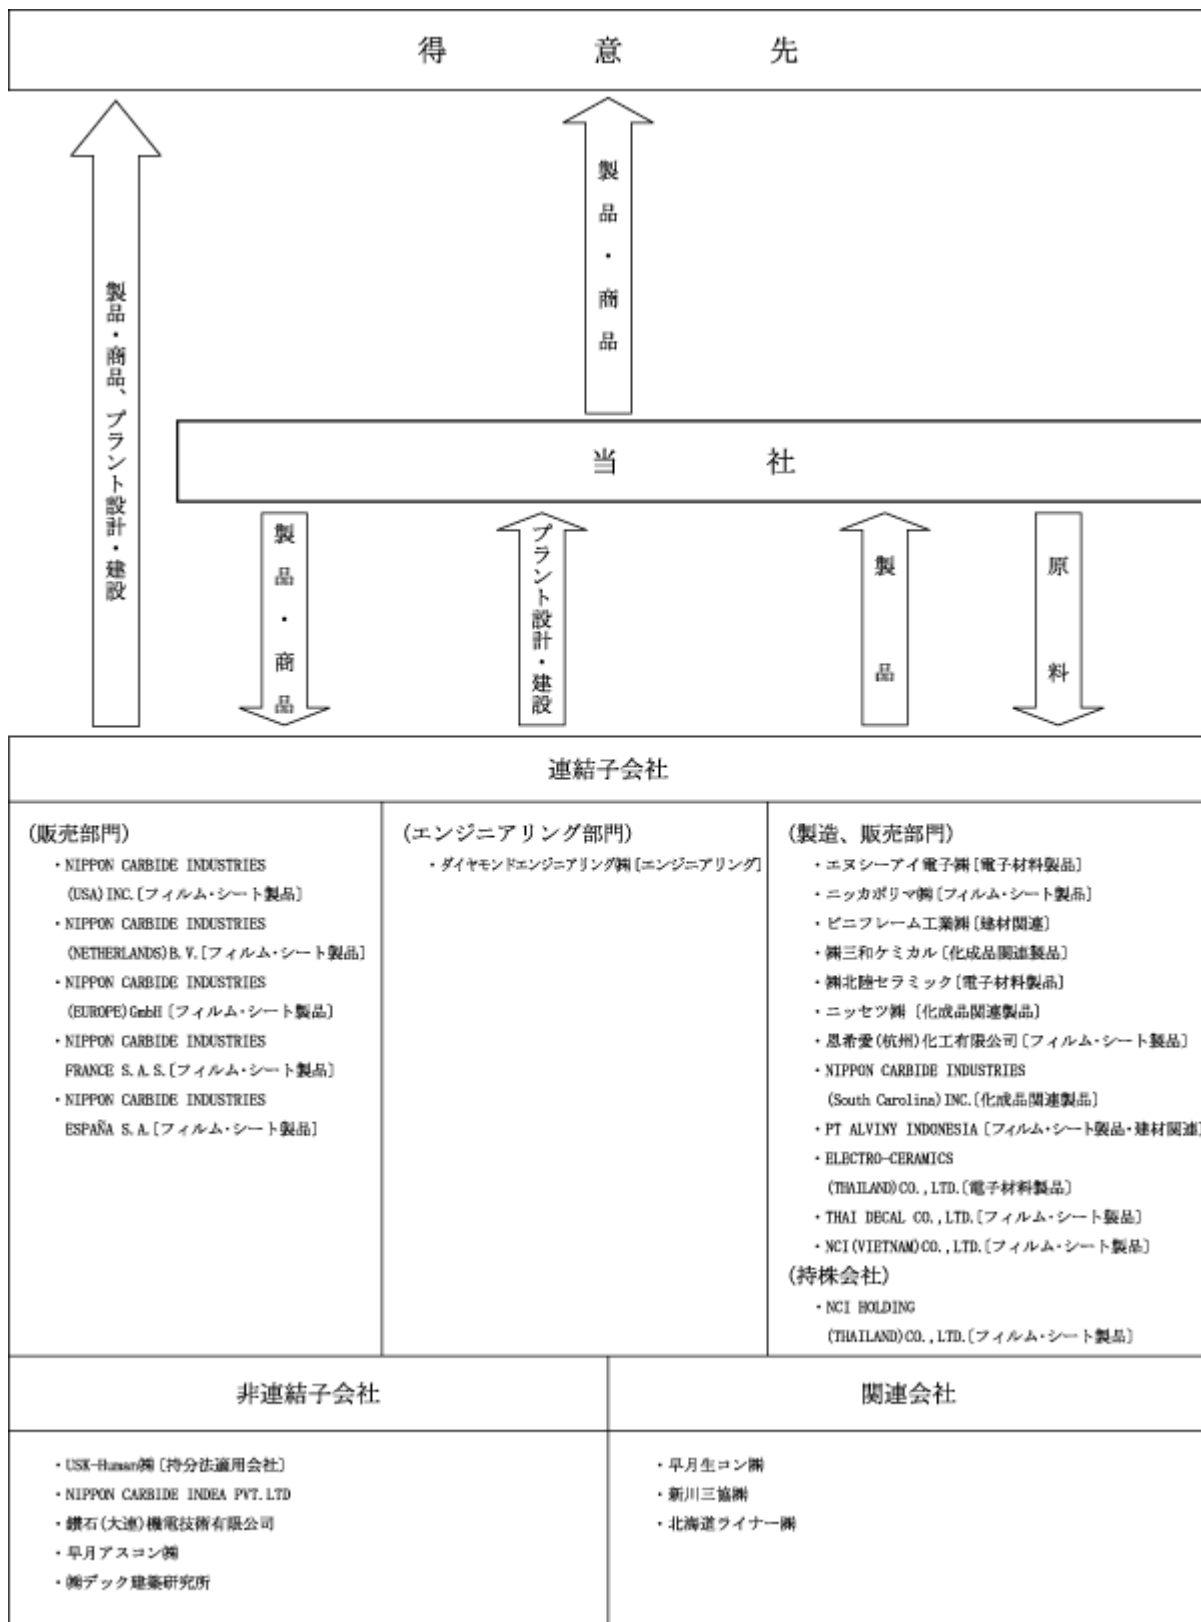 得意先
製品・商品
製品・商品、プラント設計・建設
当社
製品・商品
プラント設計・建設
製品
原料
連結子会社
(販売部門)
・NIPPON CARBIDE INDUSTRIES
(USA)INC.[フィルム・シート製品]
・NIPPON CARBIDE INDUSTRIES
(NETHERLANDS)B.V.[フィルム・シート製品]
・NIPPON CARBIDE INDUSTRIES
(EUROPE)GmbH[フィルム・シート製品]
・NIPPON CARBIDE INDUSTRIES
FRANCE S.A.S.[フィルム・シート製品]
・NIPPON CARBIDE INDUSTRIES
ESPAÑA S.A.[フィルム・シート製品]
(エンジニアリング部門)
・ダイヤモンドエンジニアリング㈱[エンジニアリング]
(製造、販売部門)
・エヌシーアイ電子㈱[電子材料製品]
・ニッカポリマ㈱[フィルム・シート製品]
・ビニフレーム工業㈱[建材関連]
・㈱三和ケミカル[化成品関連製品]
・㈱北陸セラミック[電子材料製品]
・ニッセツ㈱ [化成品関連製品]
・恩希愛(杭州)化工有限公司[フィルム・シート製品]
・NIPPON CARBIDE INDUSTRIES
(South Carolina)INC.[化成品関連製品]
・PT ALVINY INDONESIA [フィルム・シート製品・建材関連]
・ELECTRO-CERAMICS
(THAILAND)CO.,LTD.[電子材料製品]
・THAI DECAL CO.,LTD.[フィルム・シート製品]
・NCI(VIETNAM)CO.,LTD.[フィルム・シート製品]
(持株会社)
・NCI HOLDING
(THAILAND)CO.,LTD.[フィルム・シート製品]
非連結子会社
・USK-Human㈱[持分法適用会社]
・NIPPON CARBIDE INDEA PVT.LTD
・鑽石(大連)機電技術有限公司
・早月アスコン㈱
・㈱デック建築研究所
関連会社
・早月生コン㈱
・新川三協㈱
・北海道ライナー㈱